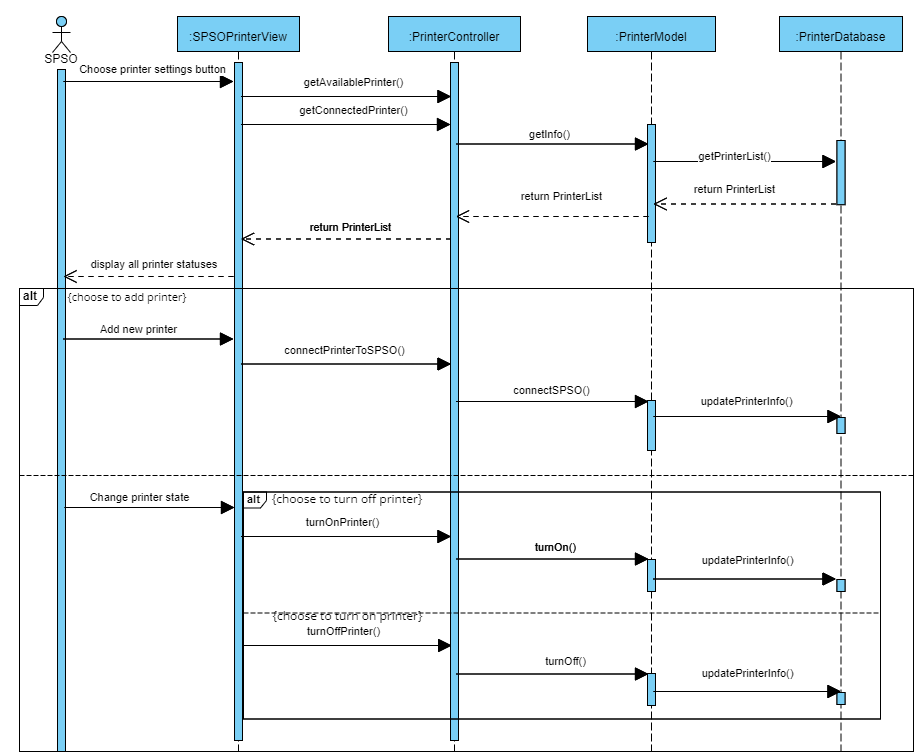 :SPSOPrinterView
:PrinterController
:PrinterModel
:PrinterDatabase
SPSO
Choose printer settings button
getAvailablePrinter()
getConnectedPrinter()
getInfo()
getPrinterList()
return PrinterList
return PrinterList
return PrinterList
display all printer statuses
alt
{choose to add printer}
Add new printer
connectPrinterToSPSO()
connectSPSO()
updatePrinterInfo()
Change printer state
alt
{choose to turn off printer}
turnOnPrinter()
turnOn()
updatePrinterInfo()
{choose to turn on printer}
turnOffPrinter()
turnOff()
updatePrinterInfo()